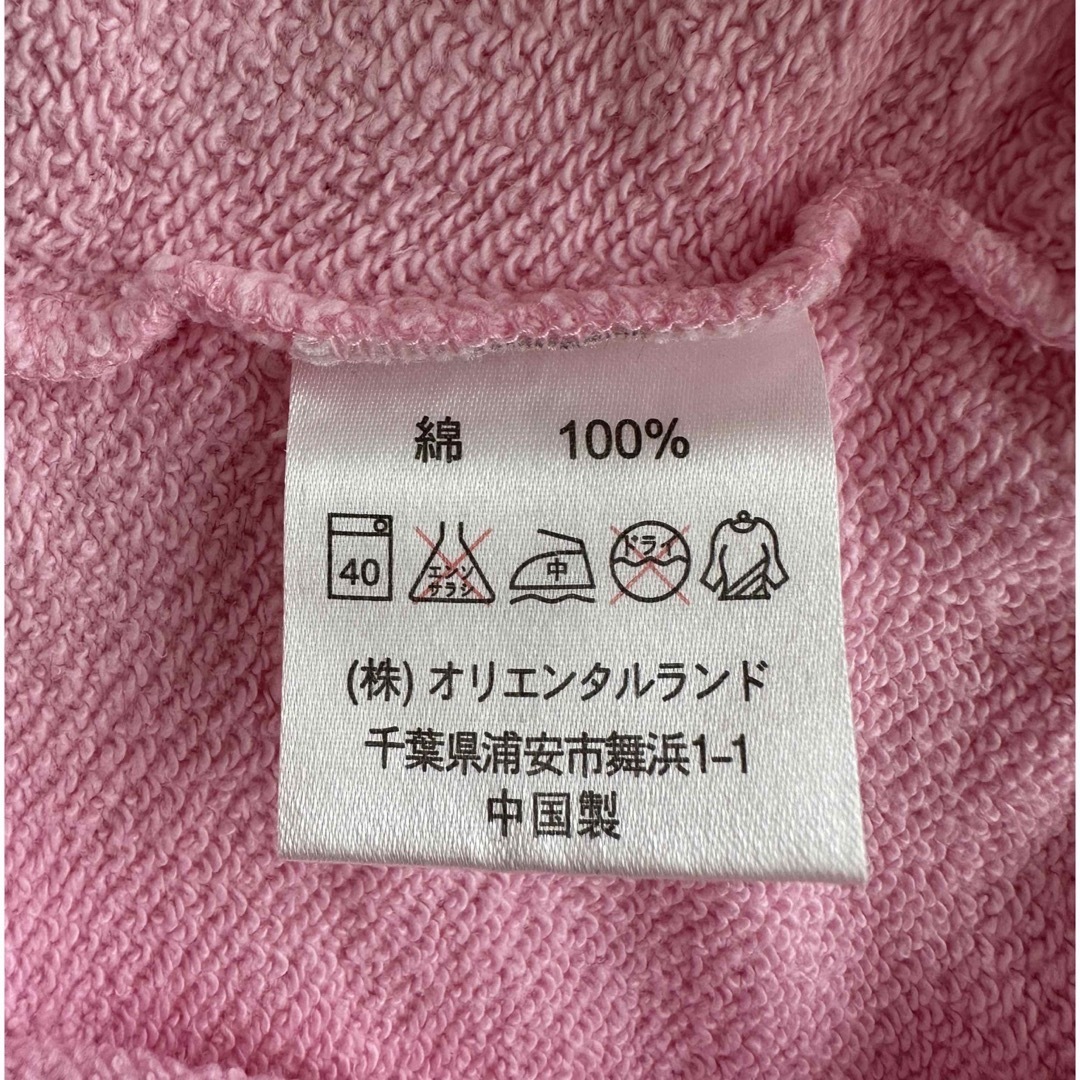 綿 100%
40 エンソ 中 ドライ
サラシ
(株) オリエンタルランド
千葉県浦安市舞浜1-1
中国製